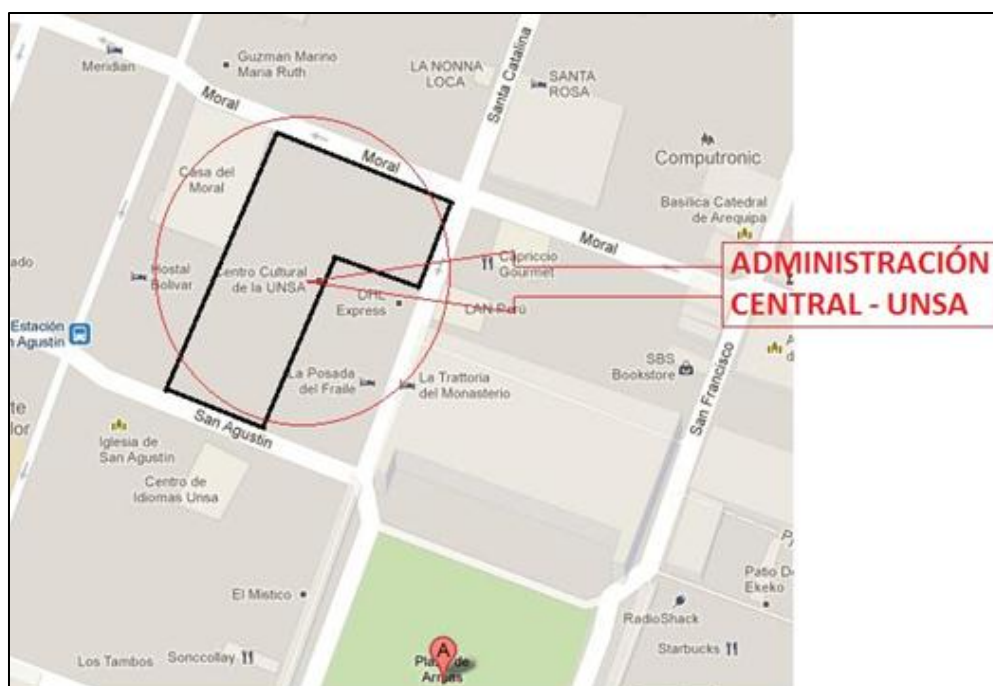 Meridian
Guzman Marino
Maria Ruth
LA NONNA
LOCA
SANTA
ROSA
Santa Catalina
Moral
Moral
Computronic
Casa del
Moral
Basílica Catedral
de Arequipa
Moral
Hostal
Bolivar
Centro Cultural
de la UNSA
Capriccio
Gourmet
ADMINISTRACIÓN
CENTRAL - UNSA
DHL
Express
LAN Perú
Estación
Agustin
SBS
Bookstore
San Francisco
La Posada
del Fraile
La Trattoria
del Monasterio
San Agustin
Iglesia de
San Agustin
Centro de
Idiomas Unsa
El Mistico
Patio
Ekeko
RadioShack
Starbucks
Los Tambos
Sonccollay
A
Plaza de
Armas